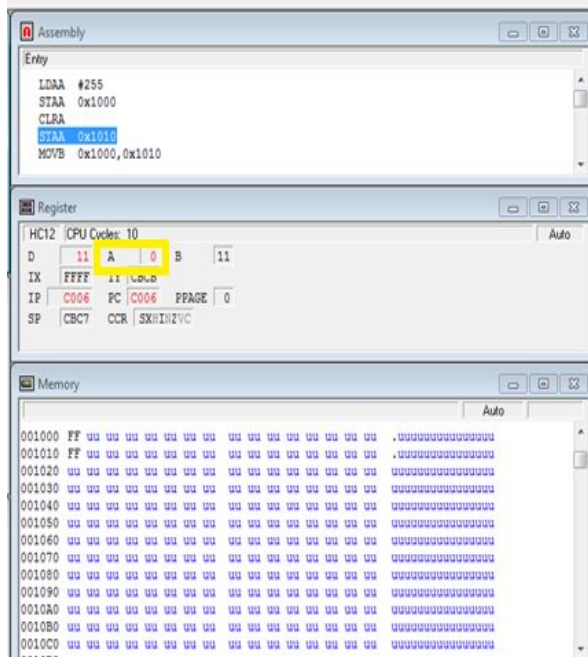 Assembly
Entry
LDAA #255
STAA 0x1000
CLRA
STAA 0x1010
MOVB 0x1000,0x1010
Register
HC12 CPU Cycles: 10 Auto
D 11 A 0 B 11
IX FFFF IY CBCB
IP C006 PC C006 PPAGE 0
SP CBC7 CCR SXHINZVC
Memory
Auto
001000 FF uu uu uu uu uu uu uu uu uu uu uu uu uu uu uu .uuuuuuuuuuuuuuu
001010 FF uu uu uu uu uu uu uu uu uu uu uu uu uu uu uu .uuuuuuuuuuuuuuu
001020 uu uu uu uu uu uu uu uu uu uu uu uu uu uu uu uu uuuuuuuuuuuuuuuu
001030 uu uu uu uu uu uu uu uu uu uu uu uu uu uu uu uu uuuuuuuuuuuuuuuu
001040 uu uu uu uu uu uu uu uu uu uu uu uu uu uu uu uu uuuuuuuuuuuuuuuu
001050 uu uu uu uu uu uu uu uu uu uu uu uu uu uu uu uu uuuuuuuuuuuuuuuu
001060 uu uu uu uu uu uu uu uu uu uu uu uu uu uu uu uu uuuuuuuuuuuuuuuu
001070 uu uu uu uu uu uu uu uu uu uu uu uu uu uu uu uu uuuuuuuuuuuuuuuu
001080 uu uu uu uu uu uu uu uu uu uu uu uu uu uu uu uu uuuuuuuuuuuuuuuu
001090 uu uu uu uu uu uu uu uu uu uu uu uu uu uu uu uu uuuuuuuuuuuuuuuu
0010A0 uu uu uu uu uu uu uu uu uu uu uu uu uu uu uu uu uuuuuuuuuuuuuuuu
0010B0 uu uu uu uu uu uu uu uu uu uu uu uu uu uu uu uu uuuuuuuuuuuuuuuu
0010C0 uu uu uu uu uu uu uu uu uu uu uu uu uu uu uu uu uuuuuuuuuuuuuuuu